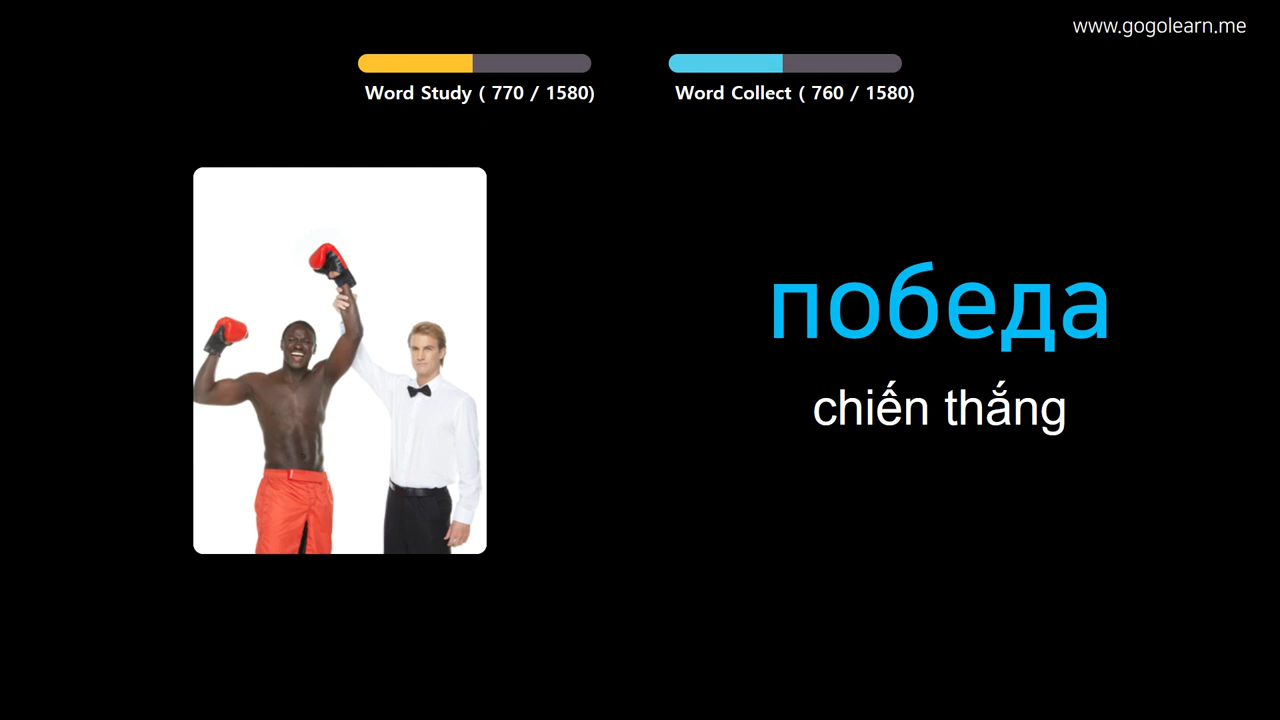 www.gogolearn.me
Word Study ( 770 / 1580)
Word Collect ( 760 / 1580)
победа
chiến thắng